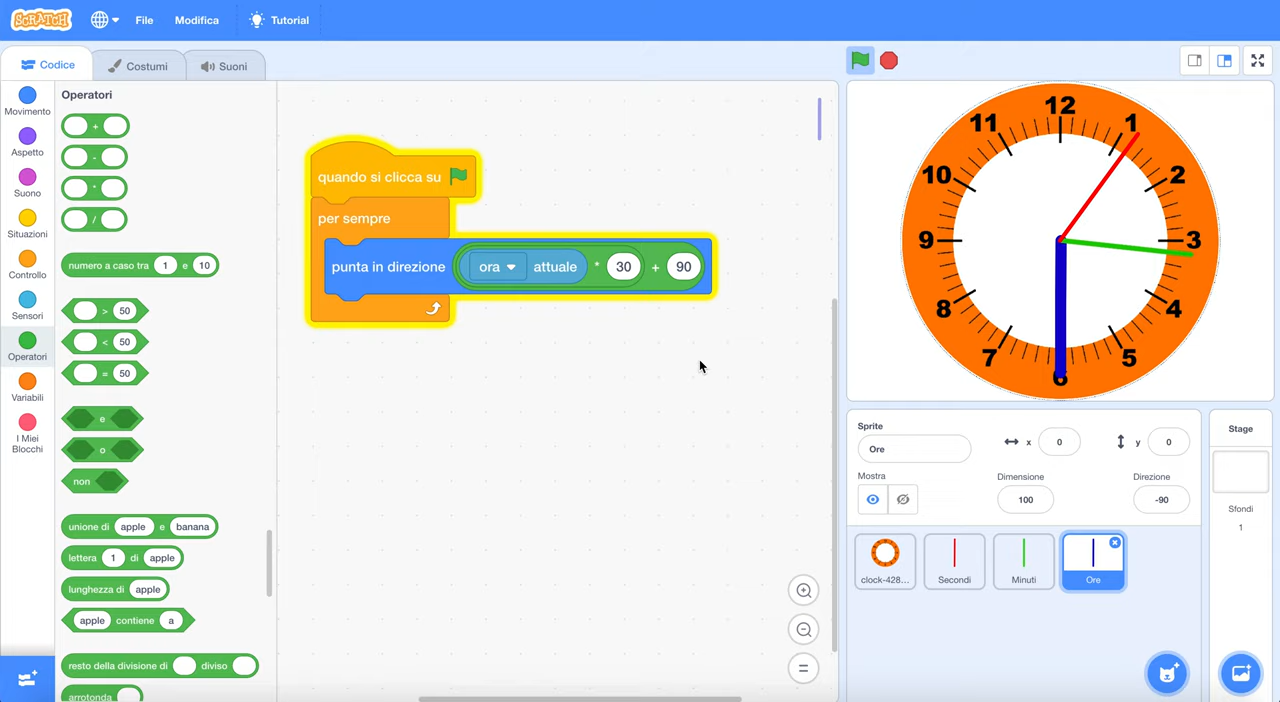 SCRATCH
File
Modifica
Tutorial
Codice
Costumi
Suoni
Movimento
Aspetto
Suono
Situazioni
Controllo
Sensori
Operatori
Variabili
I Miei
Blocchi
Operatori
+
-
*
/
numero a caso tra 1 e 10
> 50
< 50
= 50
e
o
non
unione di apple e banana
lettera 1 di apple
lunghezza di apple
apple contiene a
resto della divisione di diviso
arrotonda
quando si clicca su
per sempre
punta in direzione ora attuale * 30 + 90
12
11
1
10
2
9
3
8
4
7
5
6
Sprite
Ore
x 0
y 0
Mostra
Dimensione
100
Direzione
-90
clock-428...
Secondi
Minuti
Ore
Stage
Sfondi
1